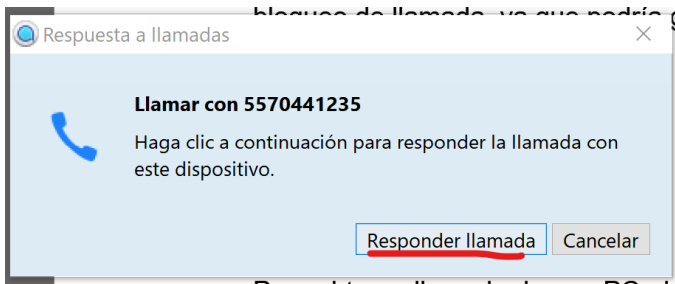 Respuesta a llamadas
Llamar con 5570441235
Haga clic a continuación para responder la llamada con
este dispositivo.
Responder llamada Cancelar